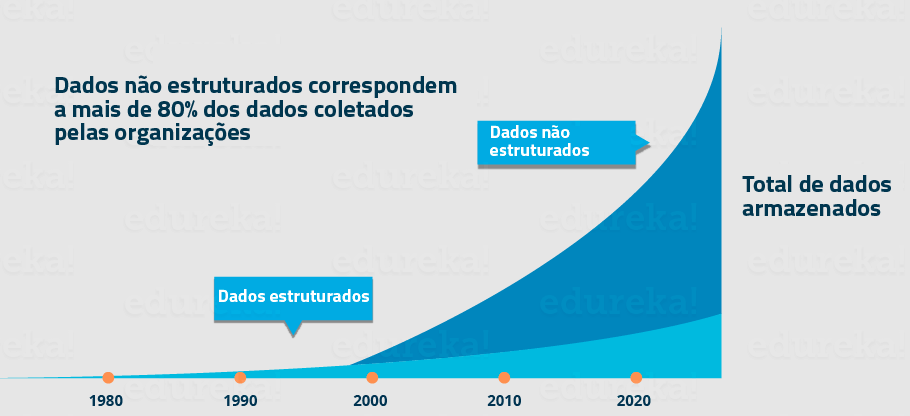 Dados não estruturados correspondem
a mais de 80% dos dados coletados
pelas organizações
Dados não
estruturados
Total de dados
armazenados
Dados estruturados
edureka!
1980
1990
2000
2010
2020